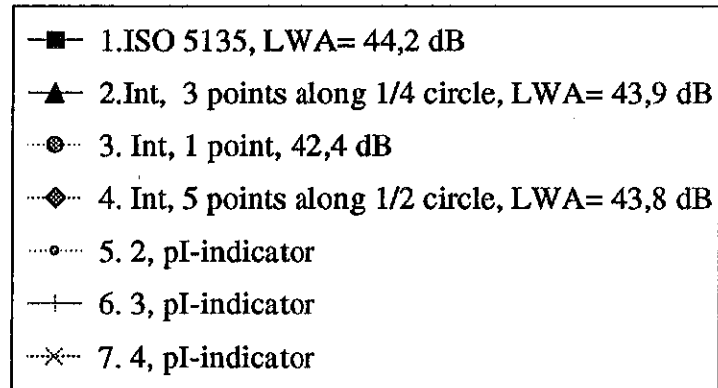 1.ISO 5135, LWA= 44,2 dB
2.Int, 3 points along 1/4 circle, LWA= 43,9 dB
3. Int, 1 point, 42,4 dB
4. Int, 5 points along 1/2 circle, LWA= 43,8 dB
5. 2, pI-indicator
6. 3, pI-indicator
7. 4, pI-indicator